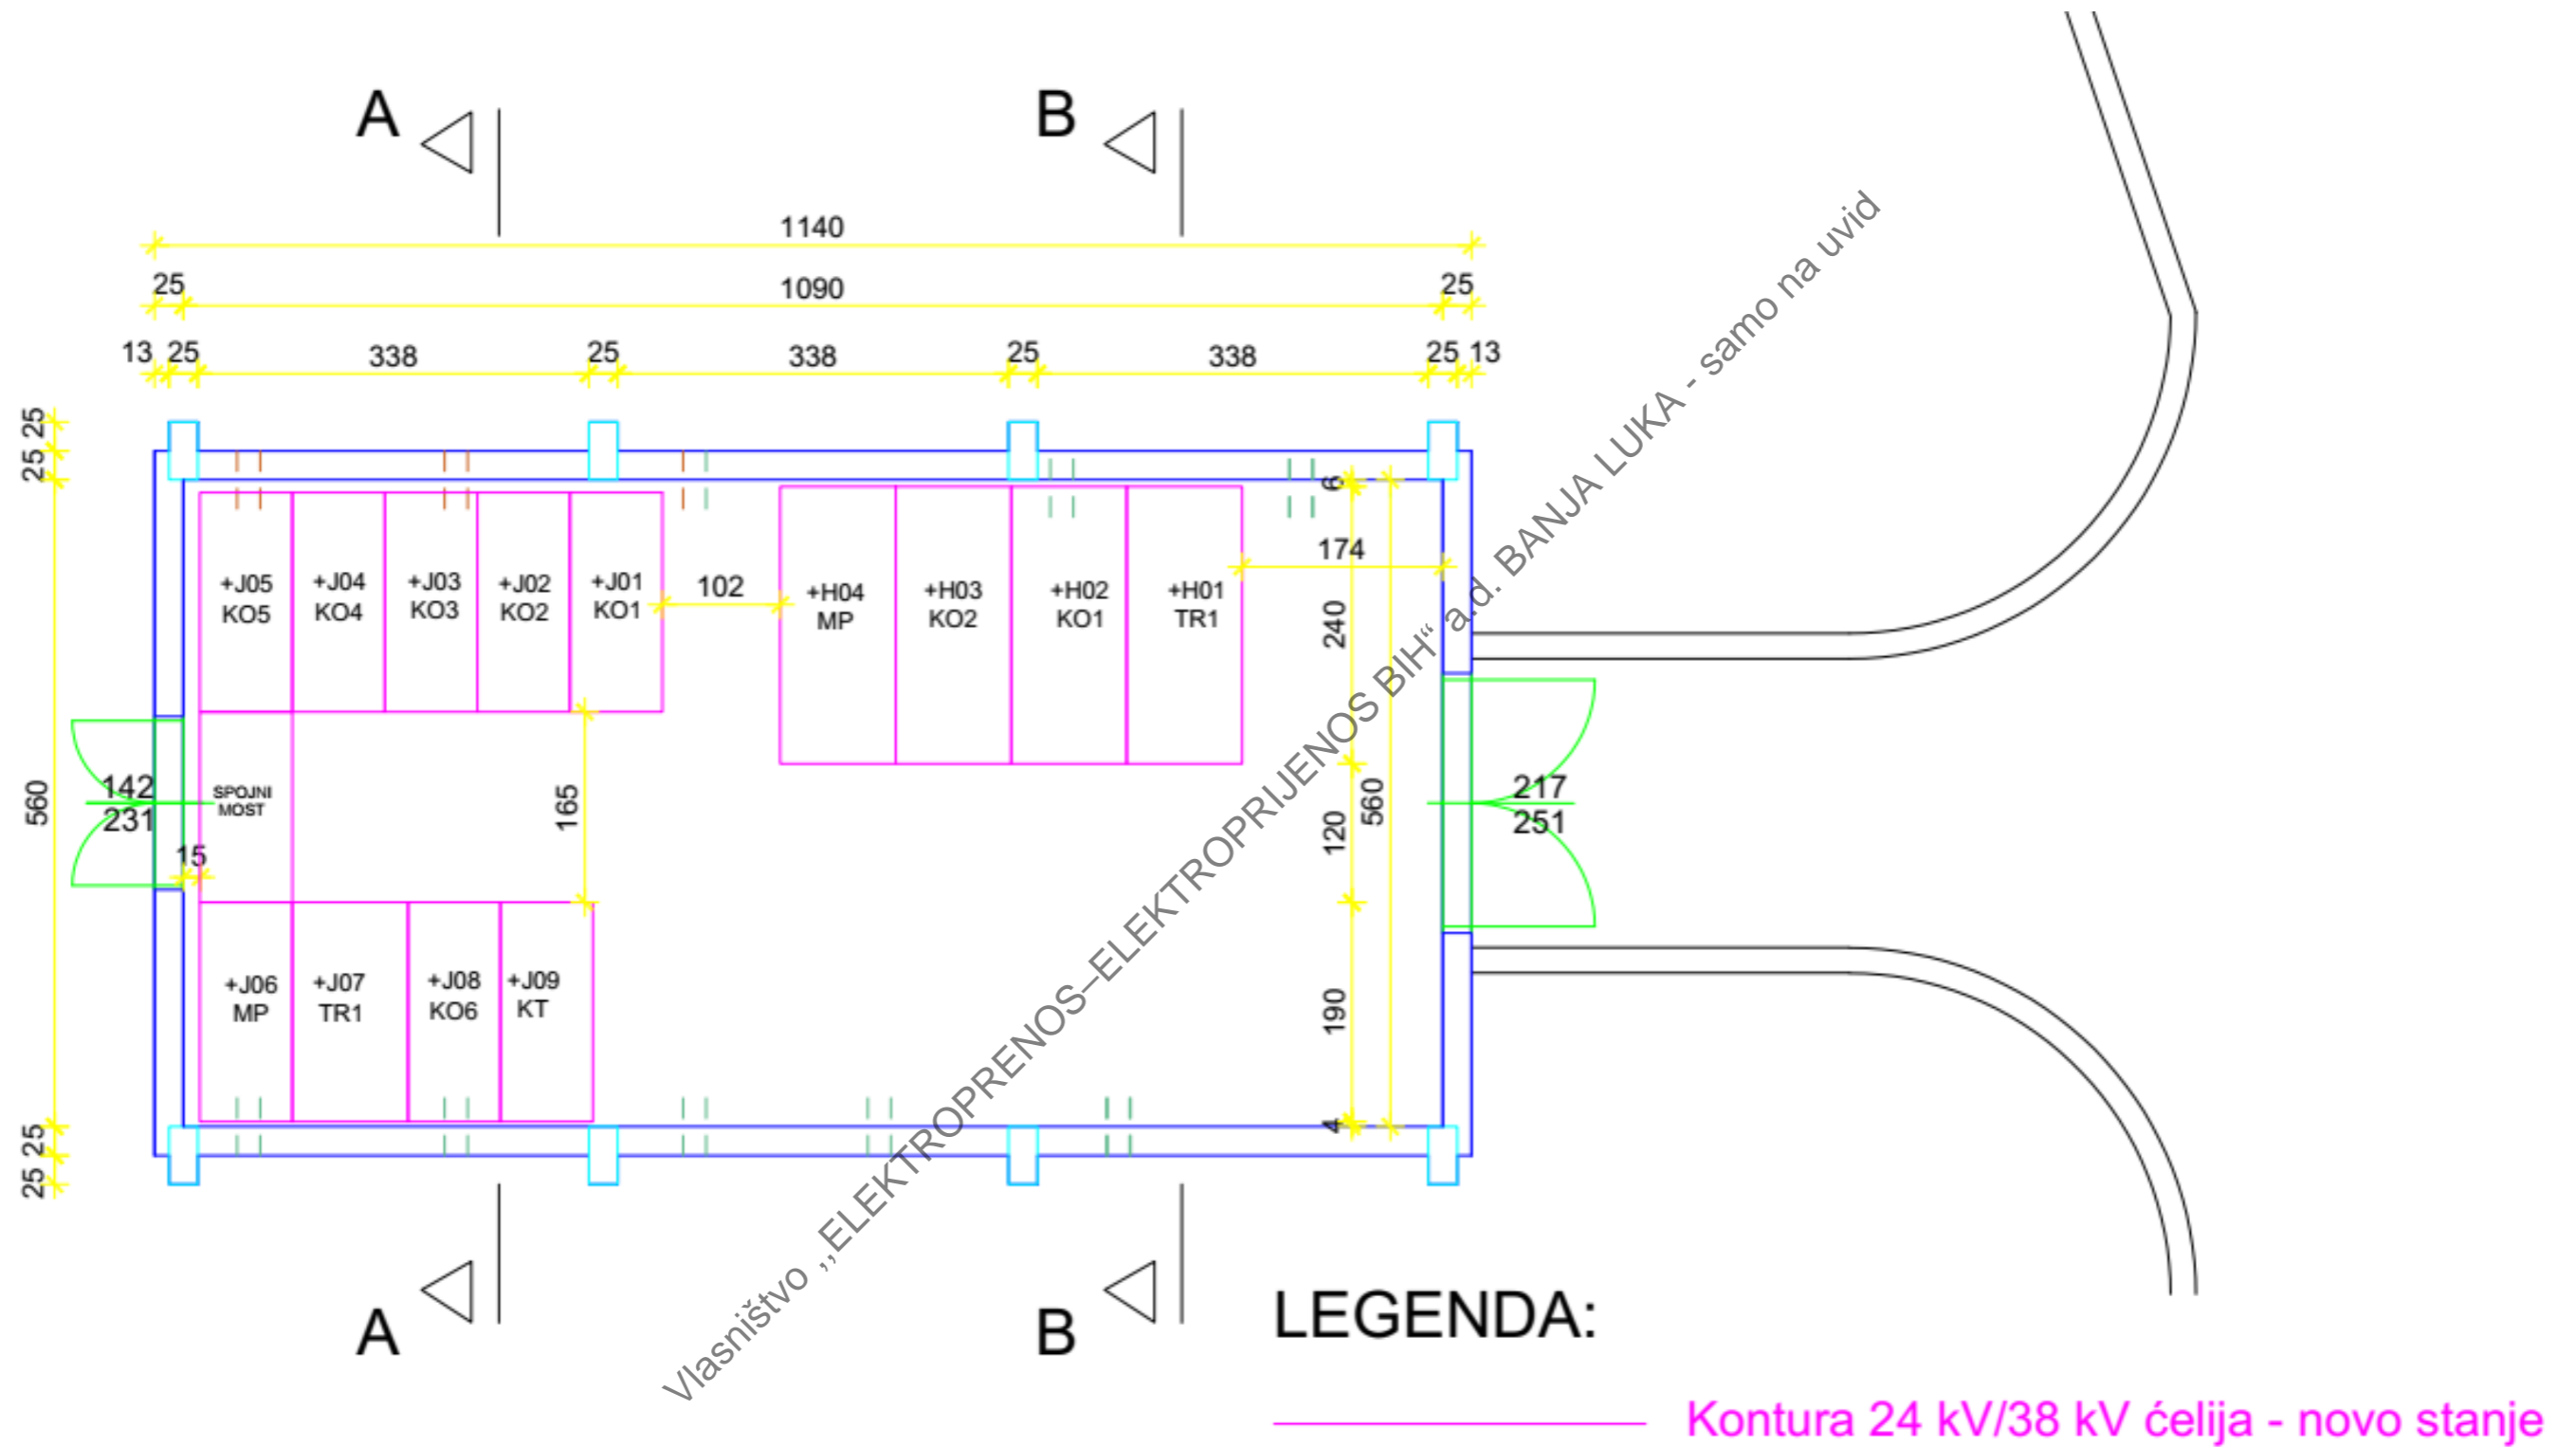 A
B
1140
25
1090
25
13
25
338
25
338
25
338
25
13
25
25
560
25
25
+J05
KO5
+J04
KO4
+J03
KO3
+J02
KO2
+J01
KO1
102
+H04
MP
+H03
KO2
+H02
KO1
+H01
TR1
174
6
240
120
560
190
4
142
231
15
SPOJNI
MOST
165
217
251
+J06
MP
+J07
TR1
+J08
KO6
+J09
KT
A
B
Vlasništvo ,,ELEKTROPRENOS–ELEKTROPRIJENOS BIH“ a.d. BANJA LUKA - samo na uvid
LEGENDA:
Kontura 24 kV/38 kV ćelija - novo stanje